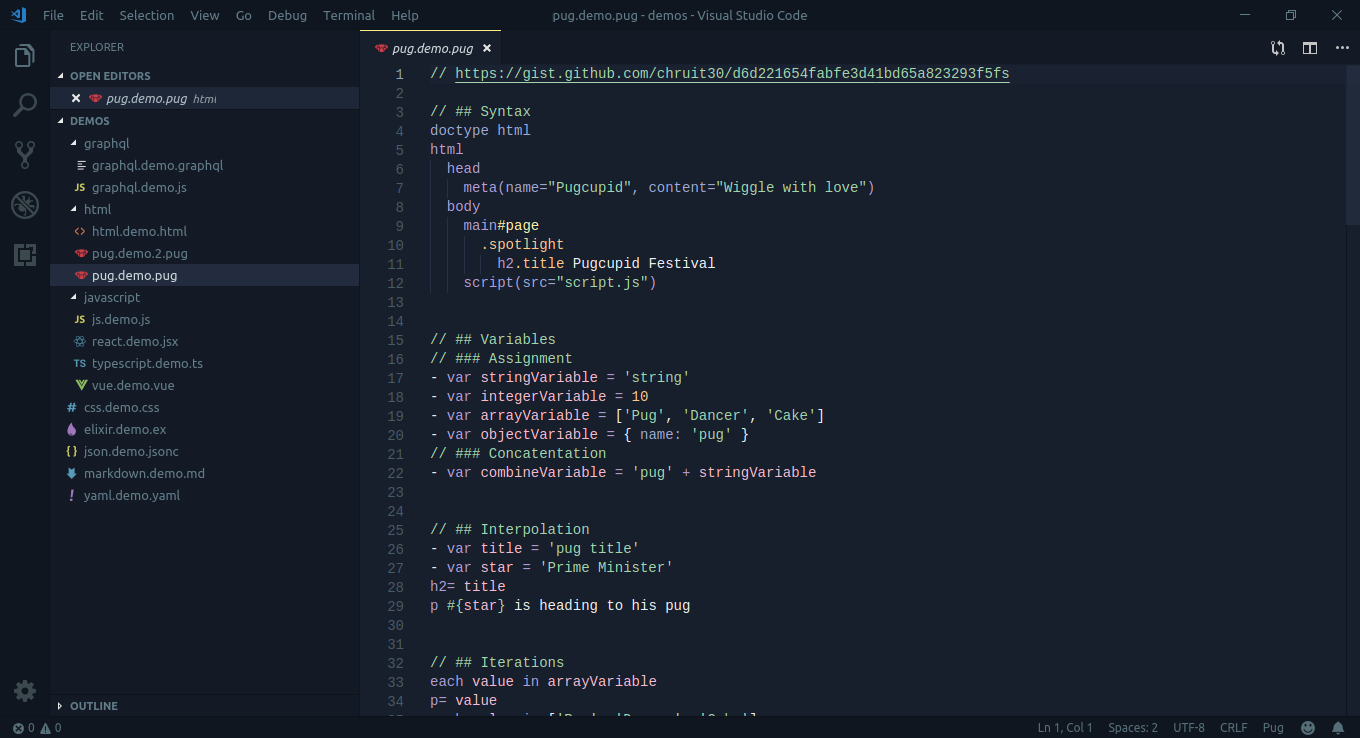 File Edit Selection View Go Debug Terminal Help pug.demo.pug - demos - Visual Studio Code
EXPLORER
OPEN EDITORS
pug.demo.pug html
DEMOS
graphql
graphql.demo.graphql
JS graphql.demo.js
html
<> html.demo.html
pug.demo.2.pug
pug.demo.pug
javascript
JS js.demo.js
react.demo.jsx
TS typescript.demo.ts
vue.demo.vue
# css.demo.css
elixir.demo.ex
{ } json.demo.jsonc
markdown.demo.md
! yaml.demo.yaml
OUTLINE
pug.demo.pug
1 // https://gist.github.com/chruit30/d6d221654fabfe3d41bd65a823293f5fs
2
3 // ## Syntax
4 doctype html
5 html
6 head
7 meta(name="Pugcupid", content="Wiggle with love")
8 body
9 main#page
10 .spotlight
11 h2.title Pugcupid Festival
12 script(src="script.js")
13
14
15 // ## Variables
16 // ### Assignment
17 - var stringVariable = 'string'
18 - var integerVariable = 10
19 - var arrayVariable = ['Pug', 'Dancer', 'Cake']
20 - var objectVariable = { name: 'pug' }
21 // ### Concatentation
22 - var combineVariable = 'pug' + stringVariable
23
24
25 // ## Interpolation
26 - var title = 'pug title'
27 - var star = 'Prime Minister'
28 h2= title
29 p #{star} is heading to his pug
30
31
32 // ## Iterations
33 each value in arrayVariable
34 p= value
0 0 Ln 1, Col 1 Spaces: 2 UTF-8 CRLF Pug